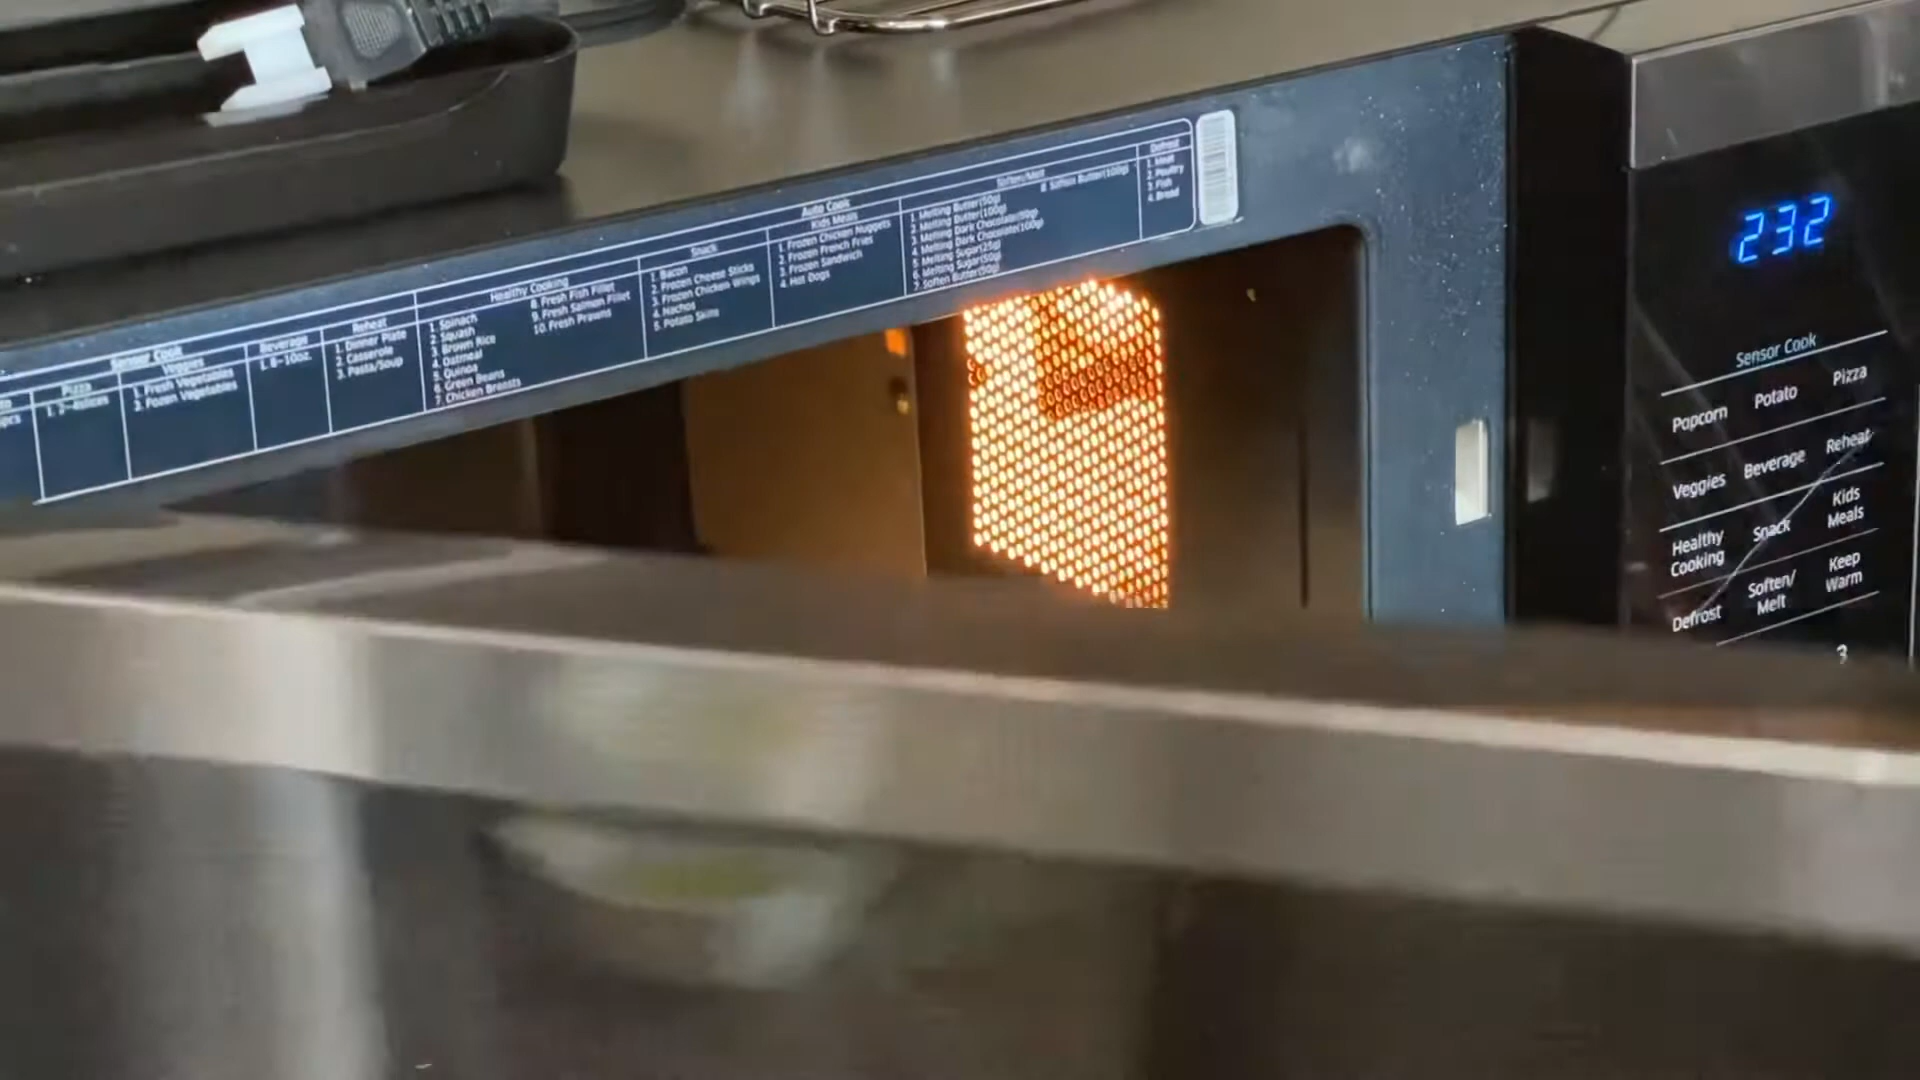 Sensor Cook
Pizza
1. 2-4slices
Veggies
1. Fresh Vegetables
2. Fozen Vegetables
Beverage
1. 8-10oz.
Reheat
1. Dinner Plate
2. Casserole
3. Pasta/Soup
Auto Cook
Healthy Cooking
1. Spinach
2. Squash
3. Brown Rice
4. Oatmeal
5. Quinoa
6. Green Beans
7. Chicken Breasts
8. Fresh Fish Fillet
9. Fresh Salmon Fillet
10. Fresh Prawns
Snack
1. Bacon
2. Frozen Cheese Sticks
3. Frozen Chicken Wings
4. Nachos
5. Potato Skins
Kids Meals
1. Frozen Chicken Nuggets
2. Frozen French Fries
3. Frozen Sandwich
4. Hot Dogs
Soften/Melt
1. Melting Butter(50g)
2. Melting Butter(100g)
3. Melting Dark Chocolate(50g)
4. Melting Dark Chocolate(100g)
5. Melting Sugar(25g)
6. Melting Sugar(50g)
7. Soften Butter(50g)
8. Soften Butter(100g)
Defrost
1. Meat
2. Poultry
3. Fish
4. Bread
232
Sensor Cook
Popcorn Potato Pizza
Veggies Beverage Reheat
Healthy Cooking Snack Kids Meals
Defrost Soften/ Melt Keep Warm
3